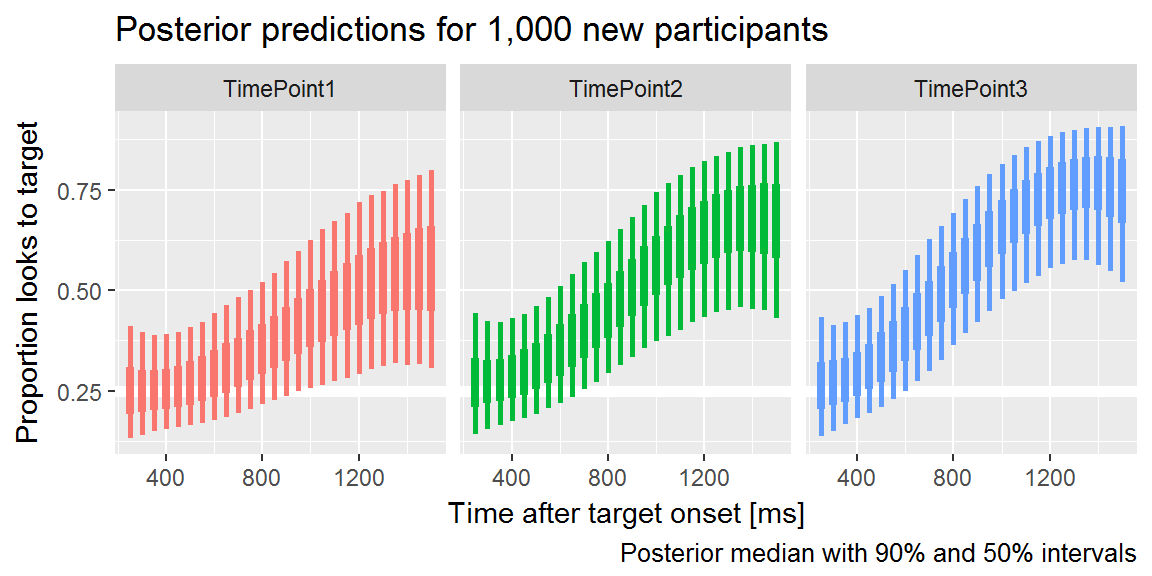 Posterior predictions for 1,000 new participants
TimePoint1 TimePoint2 TimePoint3
Proportion looks to target
0.75
0.50
0.25
400 800 1200 400 800 1200 400 800 1200
Time after target onset [ms]
Posterior median with 90% and 50% intervals